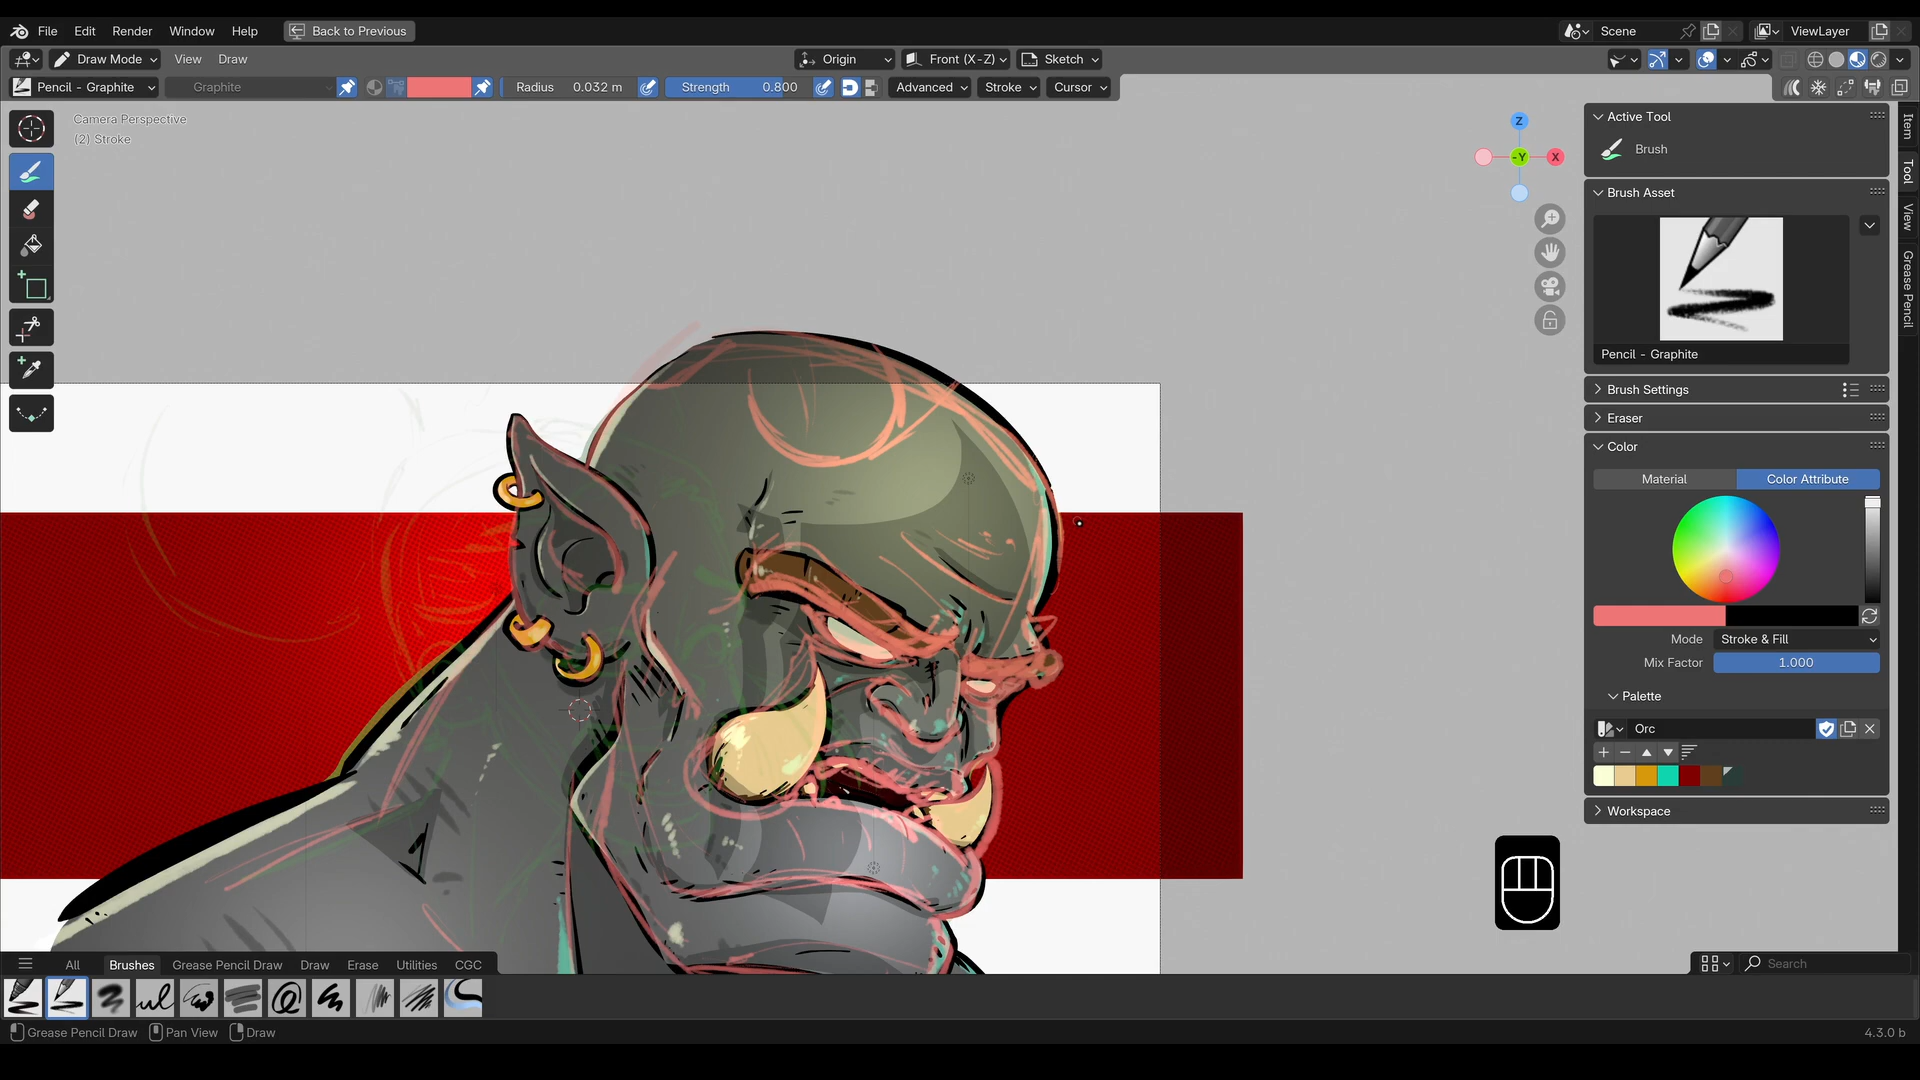 File Edit Render Window Help Back to Previous Scene ViewLayer
Draw Mode View Draw Origin Front (X-Z) Sketch
Pencil - Graphite Graphite Radius 0.032 m Strength 0.800 Advanced Stroke Cursor
Camera Perspective
(2) Stroke
Z
-Y
X
Active Tool
Brush
Brush Asset
Pencil - Graphite
Brush Settings
Eraser
Color
Material Color Attribute
Mode Stroke & Fill
Mix Factor 1.000
Palette
Orc
Workspace
Item
Tool
View
Grease Pencil
All Brushes Grease Pencil Draw Draw Erase Utilities CGC Search
Grease Pencil Draw Pan View Draw 4.3.0 b